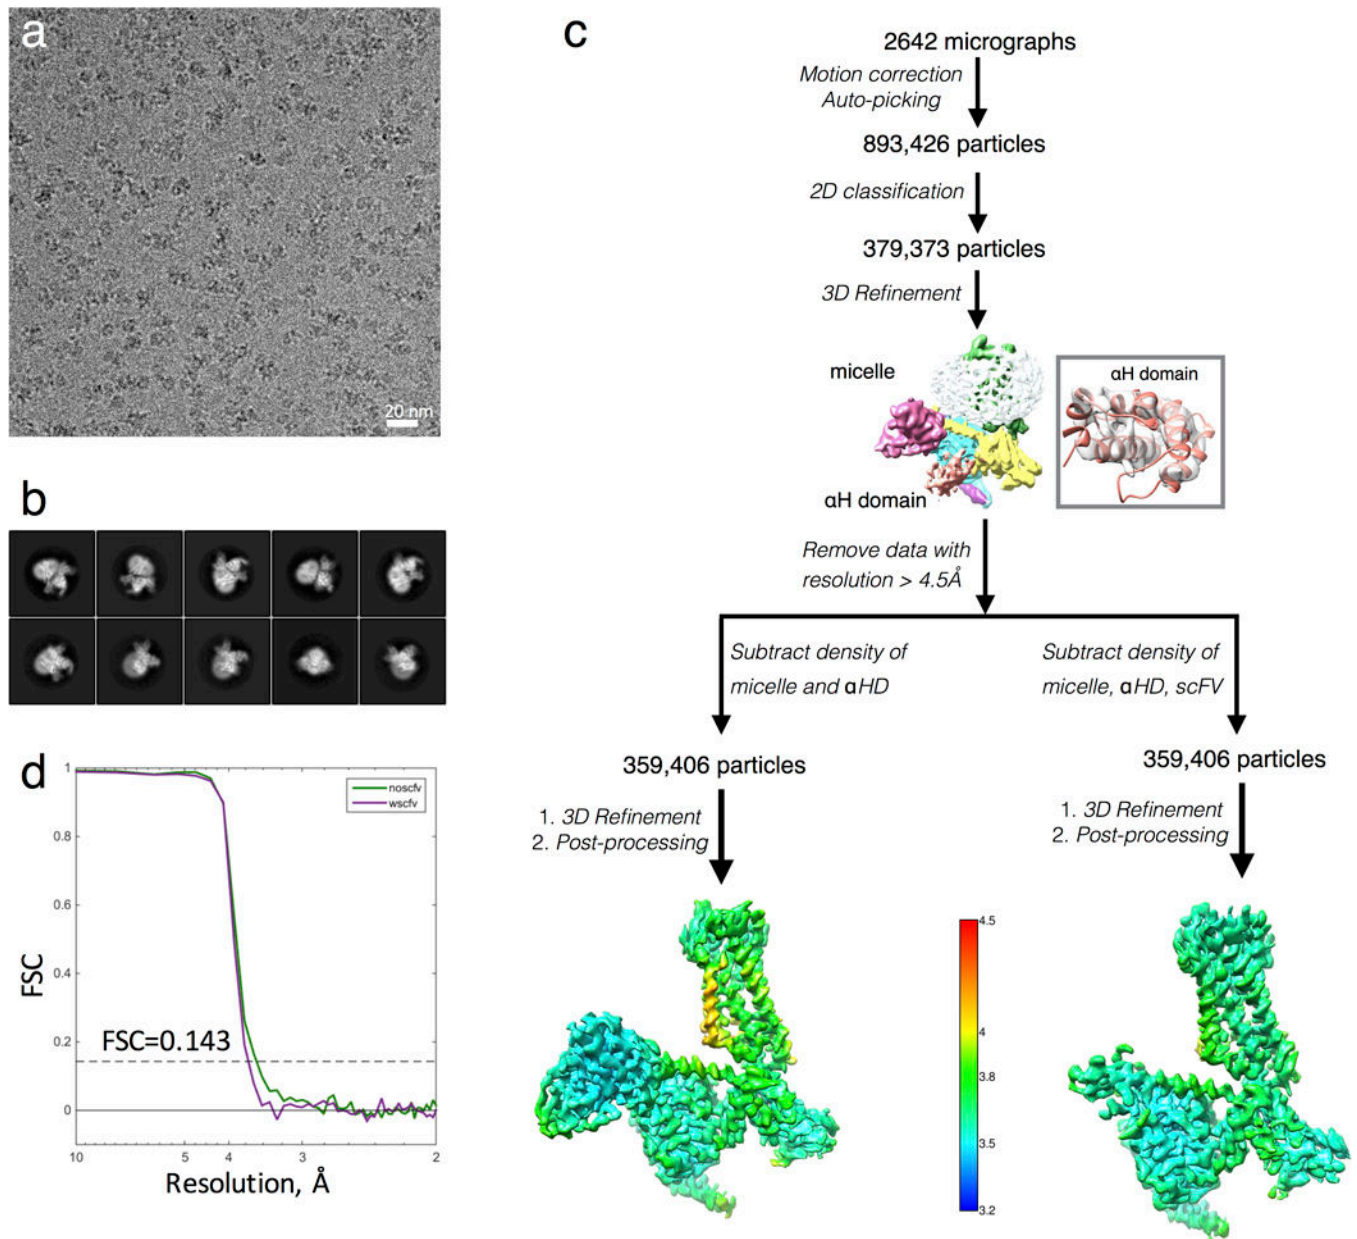 a
20 nm
b
d
1
0.8
0.6
0.4
0.2
0
FSC
noscfv
wscfv
FSC=0.143
10
5
4
3
2
Resolution, Å
c
2642 micrographs
Motion correction
Auto-picking
893,426 particles
2D classification
379,373 particles
3D Refinement
micelle
αH domain
αH domain
Remove data with
resolution > 4.5Å
Subtract density of
micelle and αHD
Subtract density of
micelle, αHD, scFV
359,406 particles
359,406 particles
1. 3D Refinement
2. Post-processing
1. 3D Refinement
2. Post-processing
4.5
4
3.8
3.5
3.2